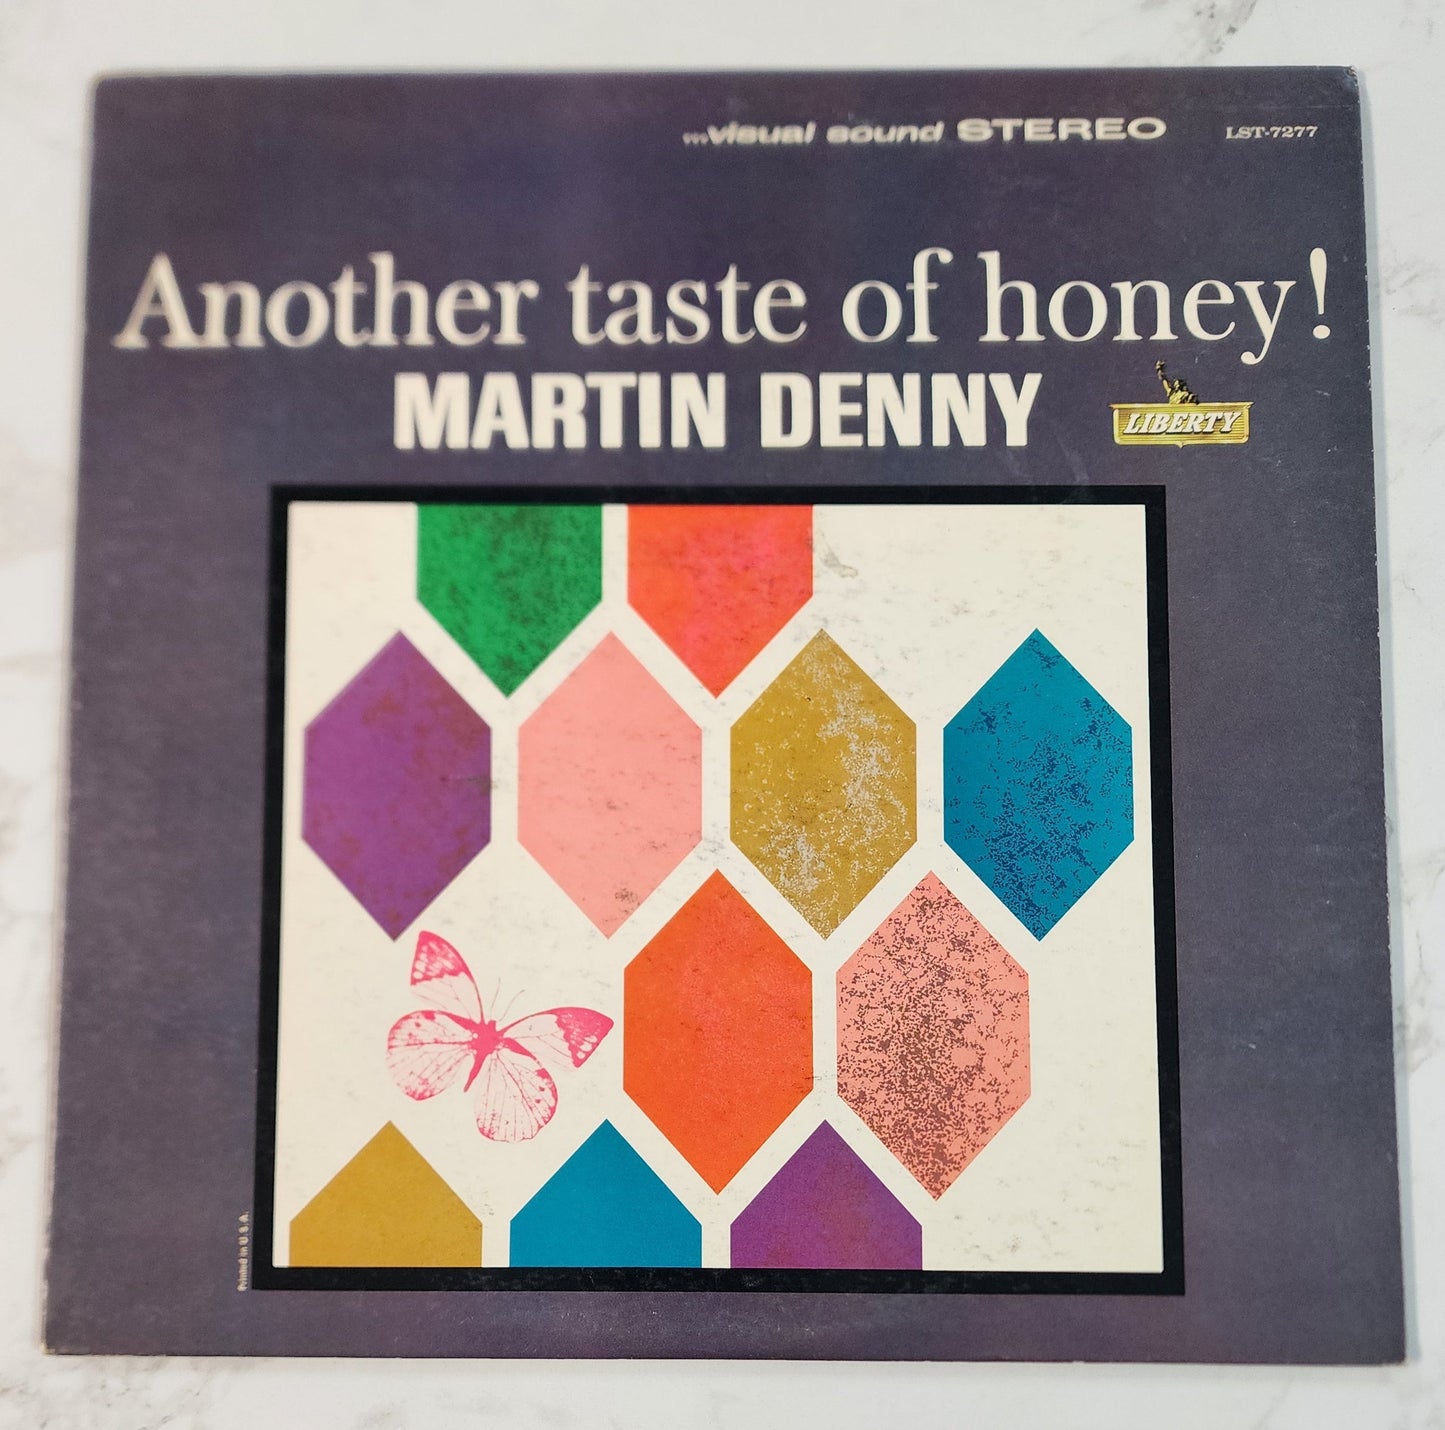 ...visual sound STEREO LST-7277
Another taste of honey!
MARTIN DENNY
LIBERTY
Printed in U.S.A.